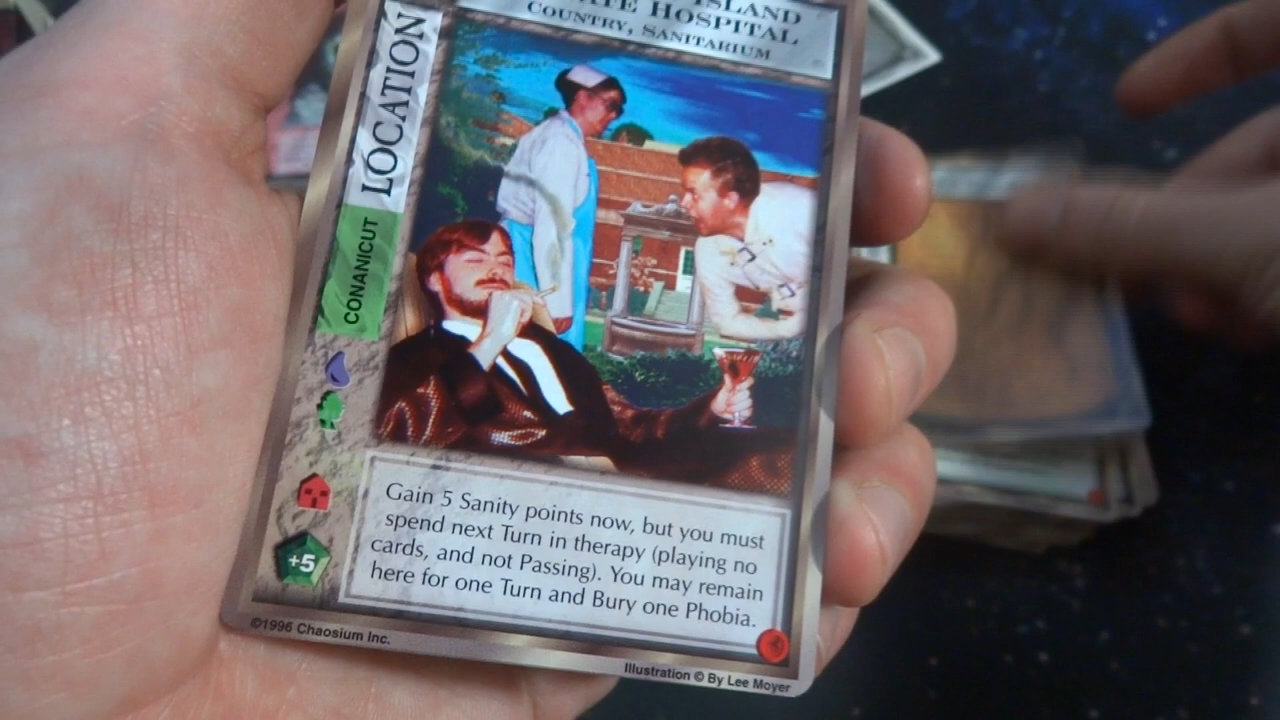 ISLAND
HOSPITAL
COUNTRY, SANITARIUM
LOCATION
CONANICUT
+5
Gain 5 Sanity points now, but you must
spend next Turn in therapy (playing no
cards, and not Passing). You may remain
here for one Turn and Bury one Phobia.
©1996 Chaosium Inc.
Illustration © By Lee Moyer